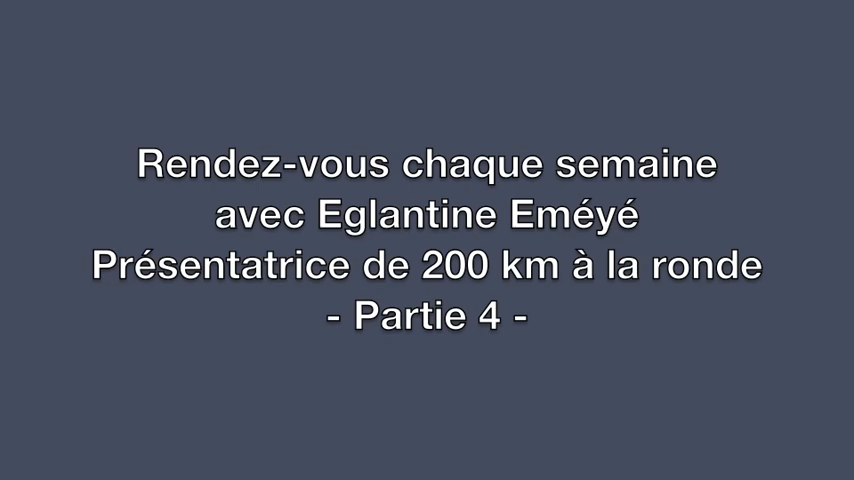 Rendez-vous chaque semaine
avec Eglantine Eméyé
Présentatrice de 200 km à la ronde
- Partie 4 -